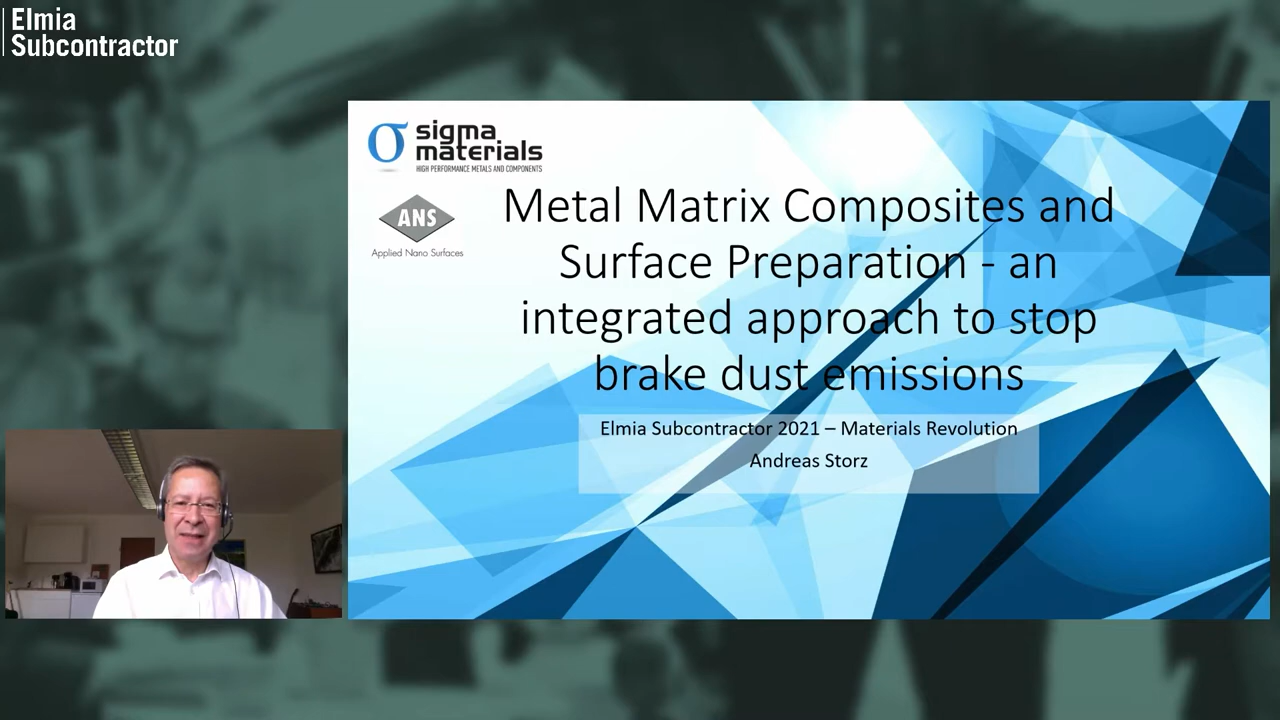 Elmia
Subcontractor
sigma
materials
HIGH PERFORMANCE METALS AND COMPONENTS
ANS
Applied Nano Surfaces
Metal Matrix Composites and
Surface Preparation - an
integrated approach to stop
brake dust emissions
Elmia Subcontractor 2021 – Materials Revolution
Andreas Storz